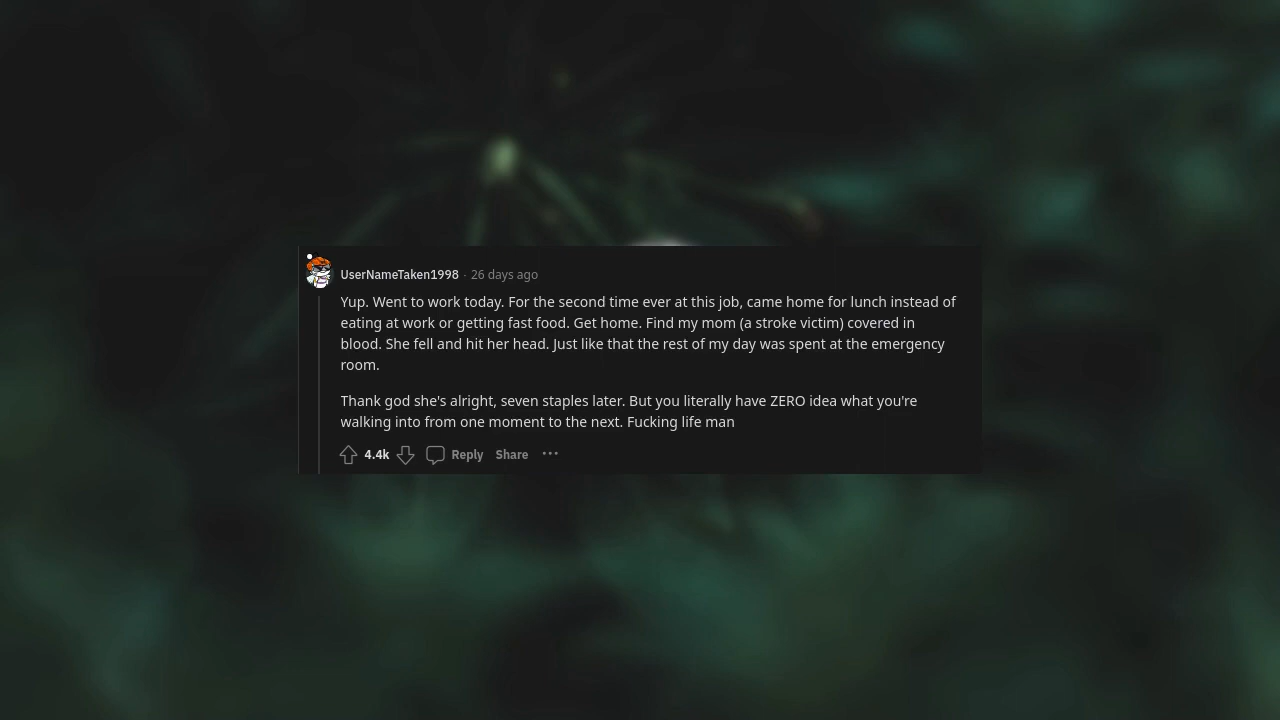 UserNameTaken1998 · 26 days ago
Yup. Went to work today. For the second time ever at this job, came home for lunch instead of
eating at work or getting fast food. Get home. Find my mom (a stroke victim) covered in
blood. She fell and hit her head. Just like that the rest of my day was spent at the emergency
room.
Thank god she's alright, seven staples later. But you literally have ZERO idea what you're
walking into from one moment to the next. Fucking life man
4.4k Reply Share ···